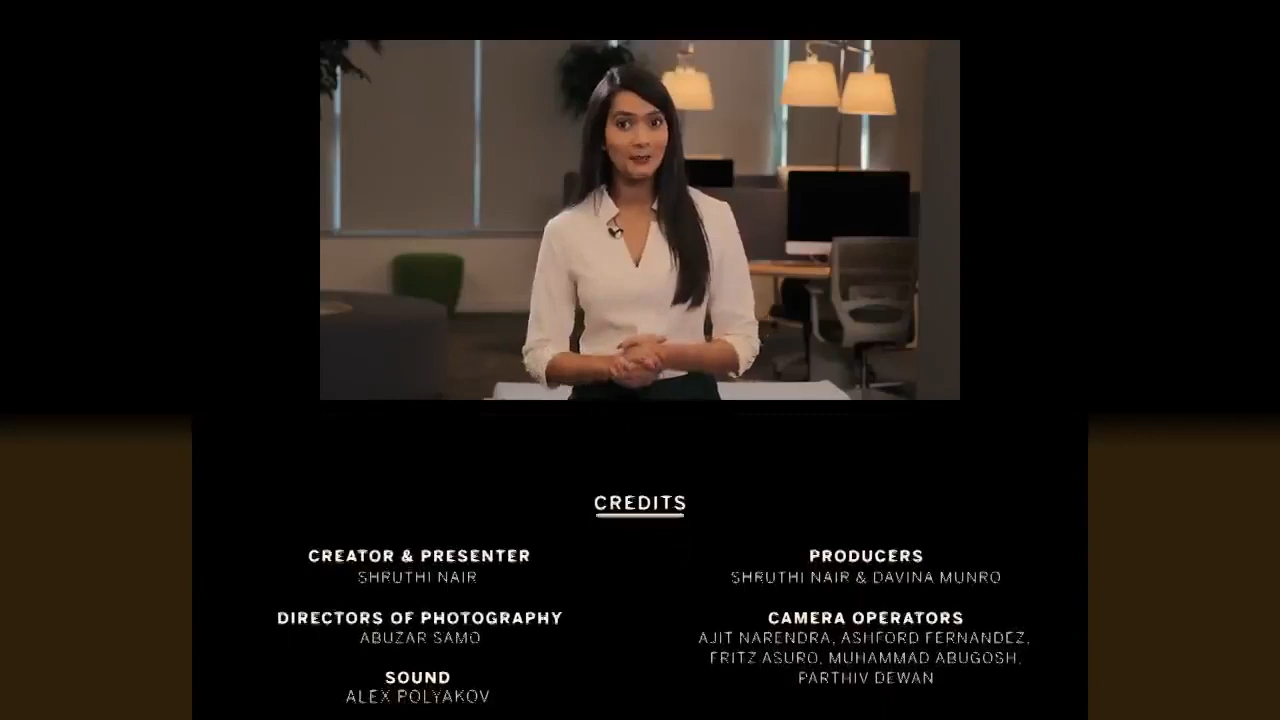 CREDITS
CREATOR & PRESENTER
SHRUTHI NAIR
DIRECTORS OF PHOTOGRAPHY
ABUZAR SAMO
SOUND
ALEX POLYAKOV
PRODUCERS
SHRUTHI NAIR & DAVINA MUNRO
CAMERA OPERATORS
AJIT NARENDRA, ASHFORD FERNANDEZ,
FRITZ ASURO, MUHAMMAD ABUGOSH,
PARTHIV DEWAN